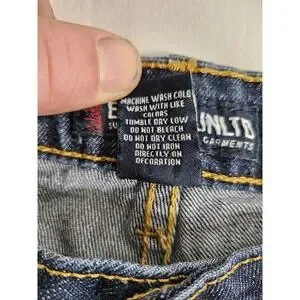 MACHINE WASH COLD
WASH WITH LIKE
COLORS
TUMBLE DRY LOW
DO NOT BLEACH
DO NOT DRY CLEAN
DO NOT IRON
DIRECTLY ON
DECORATION
UNLTD
GARMENTS